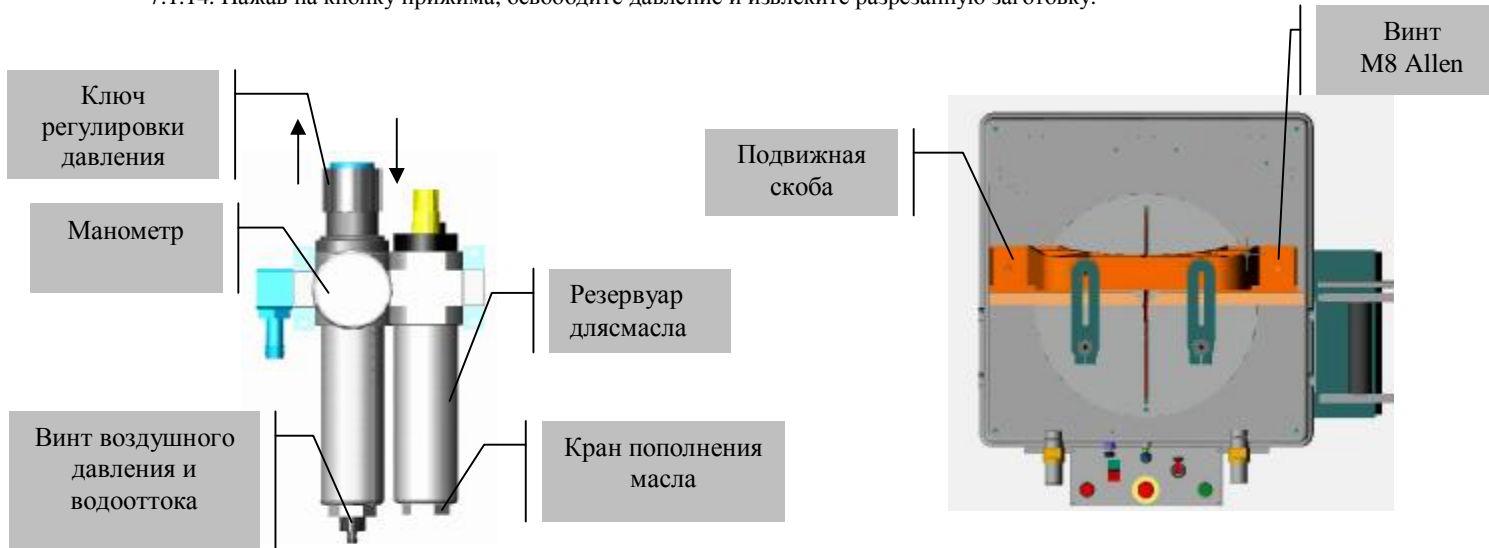 7.1.14. Нажав на кнопку прижима, освободите давление и извлеките разрезанную заготовку.
Винт
M8 Allen
Ключ
регулировки
давления
Подвижная
скоба
Манометр
Резервуар
длясмасла
Винт воздушного
давления и
водооттока
Кран пополнения
масла